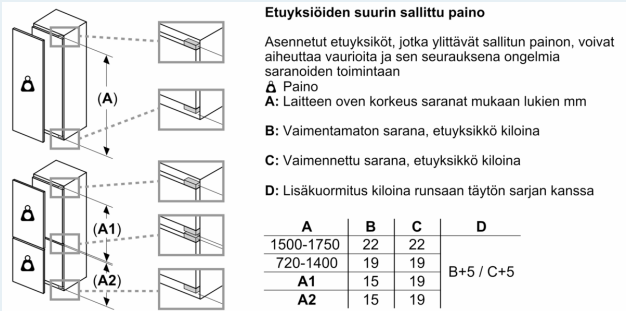 Etuyksiöiden suurin sallittu paino
Asennetut etuyksiköt, jotka ylittävät sallitun painon, voivat
aiheuttaa vaurioita ja sen seurauksena ongelmia
saranoiden toimintaan
Paino
A: Laitteen oven korkeus saranat mukaan lukien mm
B: Vaimentamaton sarana, etuyksikkö kiloina
C: Vaimennettu sarana, etuyksikkö kiloina
D: Lisäkuormitus kiloina runsaan täytön sarjan kanssa
(A)
(A1)
(A2)
A B C D
1500-1750 22 22
720-1400 19 19
A1 15 19
A2 15 19
B+5 / C+5